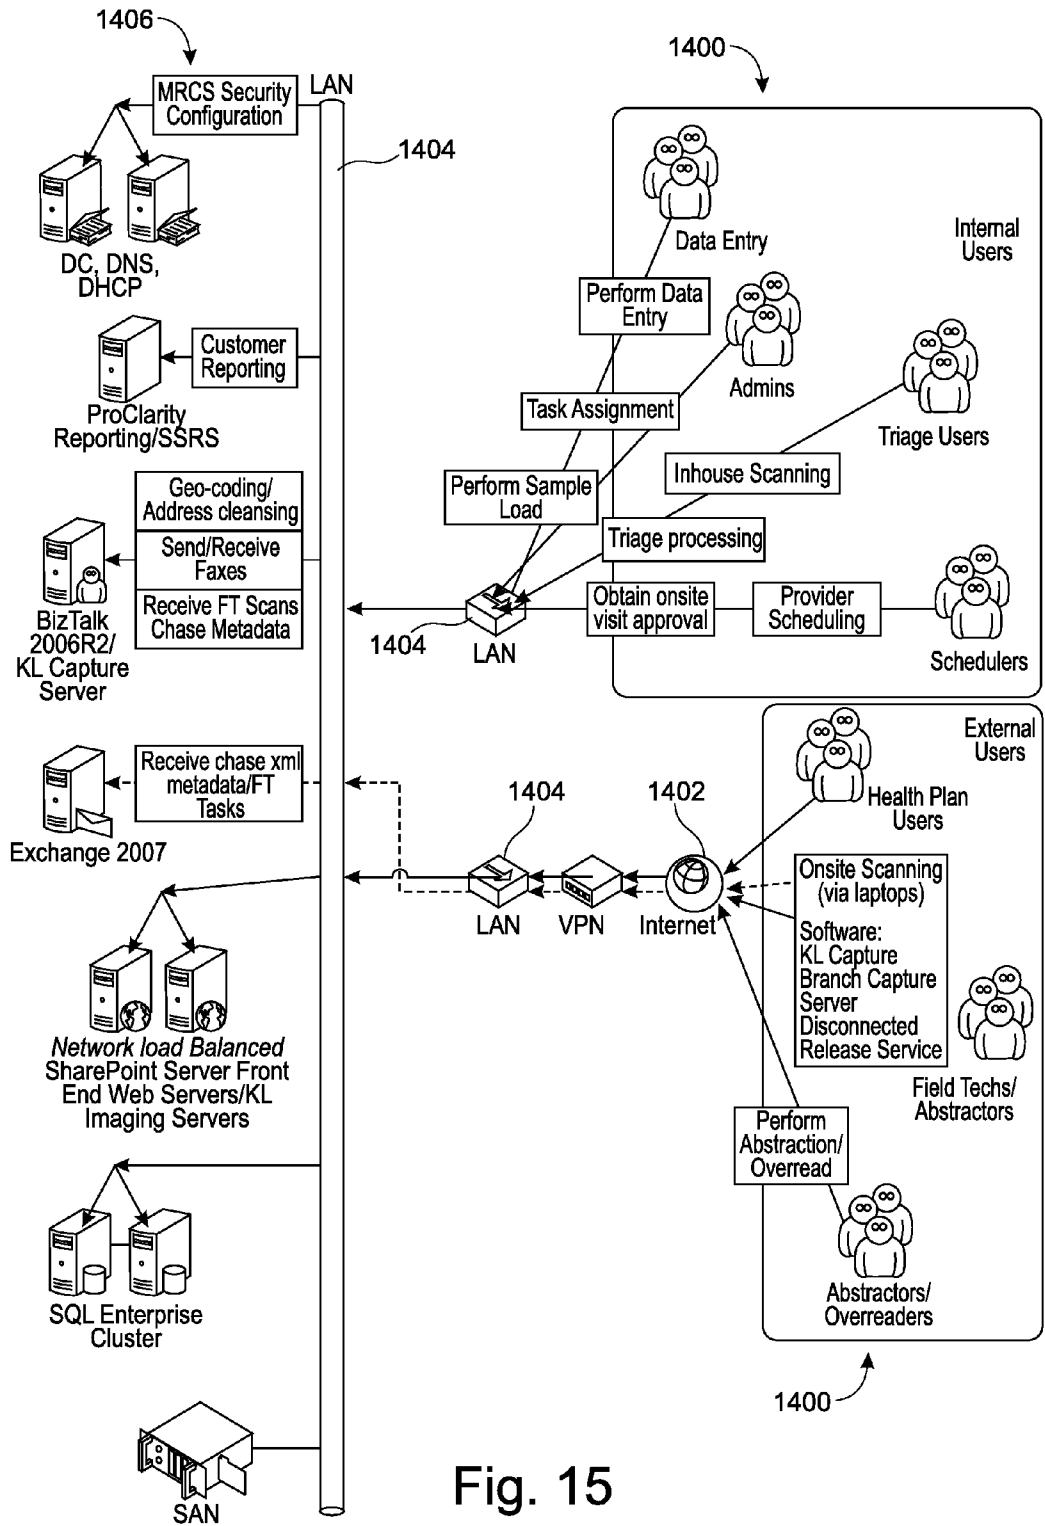 1406
MRCS Security
Configuration
LAN
1404
DC, DNS,
DHCP
Customer
Reporting
ProClarity
Reporting/SSRS
Geo-coding/
Address cleansing
Send/Receive
Faxes
Receive FT Scans
Chase Metadata
BizTalk
2006R2/
KL Capture
Server
Receive chase xml
metadata/FT
Tasks
Exchange 2007
Network load Balanced
SharePoint Server Front
End Web Servers/KL
Imaging Servers
SQL Enterprise
Cluster
SAN
1400
Internal
Users
Data Entry
Perform Data
Entry
Admins
Task Assignment
Triage Users
Perform Sample
Load
Inhouse Scanning
Triage processing
Obtain onsite
visit approval
Provider
Scheduling
Schedulers
1404
LAN
External
Users
Health Plan
Users
1404
1402
LAN
VPN
Internet
Onsite Scanning
(via laptops)
Software:
KL Capture
Branch Capture
Server
Disconnected
Release Service
Field Techs/
Abstractors
Perform
Abstraction/
Overread
Abstractors/
Overreaders
1400
Fig. 15